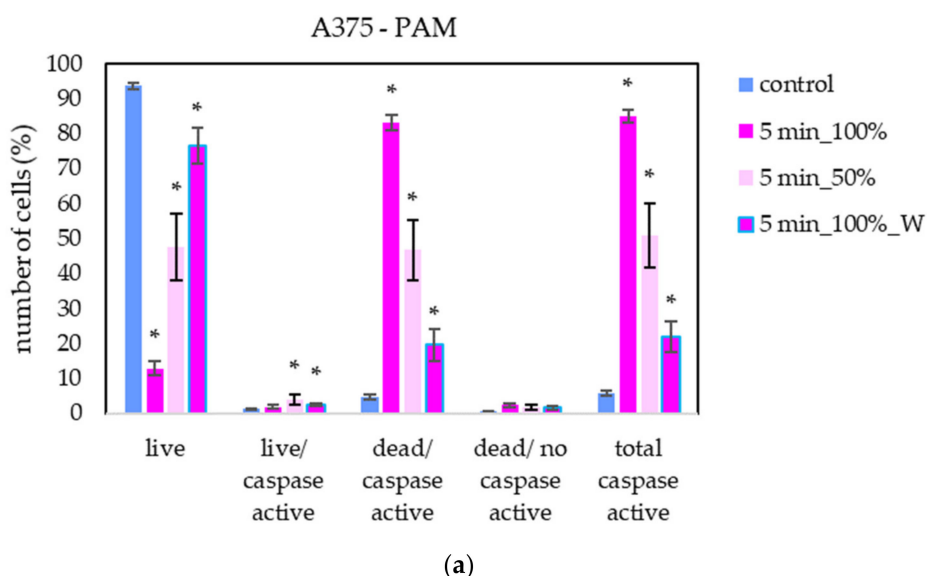 A375 - PAM
number of cells (%)
100
90
80
70
60
50
40
30
20
10
0
* * * * * * * * * * *
live
live/
caspase
active
dead/
caspase
active
dead/ no
caspase
active
total
caspase
active
control
5 min_100%
5 min_50%
5 min_100%_W
(a)